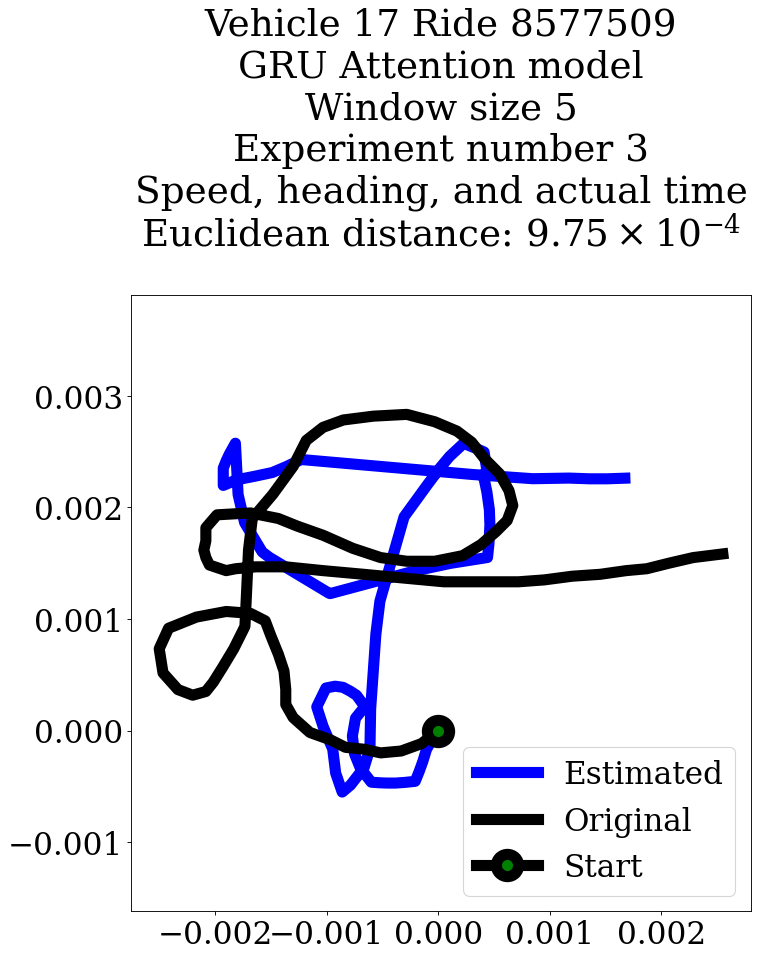 Vehicle 17 Ride 8577509
GRU Attention model
Window size 5
Experiment number 3
Speed, heading, and actual time
Euclidean distance: 9.75 × 10⁻⁴
0.003
0.002
0.001
0.000
−0.001
Estimated
Original
Start
−0.002 −0.001 0.000 0.001 0.002